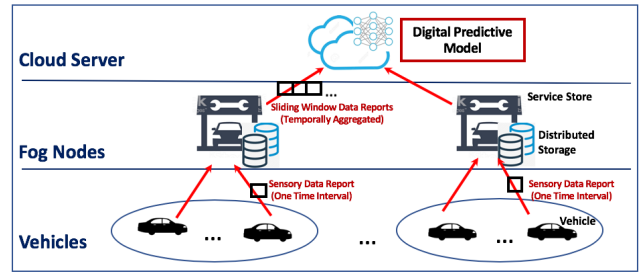 Digital Predictive
Model
Cloud Server
...
Sliding Window Data Reports
(Temporally Aggregated)
Service Store
K
K
Distributed
Storage
Fog Nodes
Sensory Data Report
(One Time Interval)
Sensory Data Report
(One Time Interval)
Vehicle
Vehicles
...
...
...